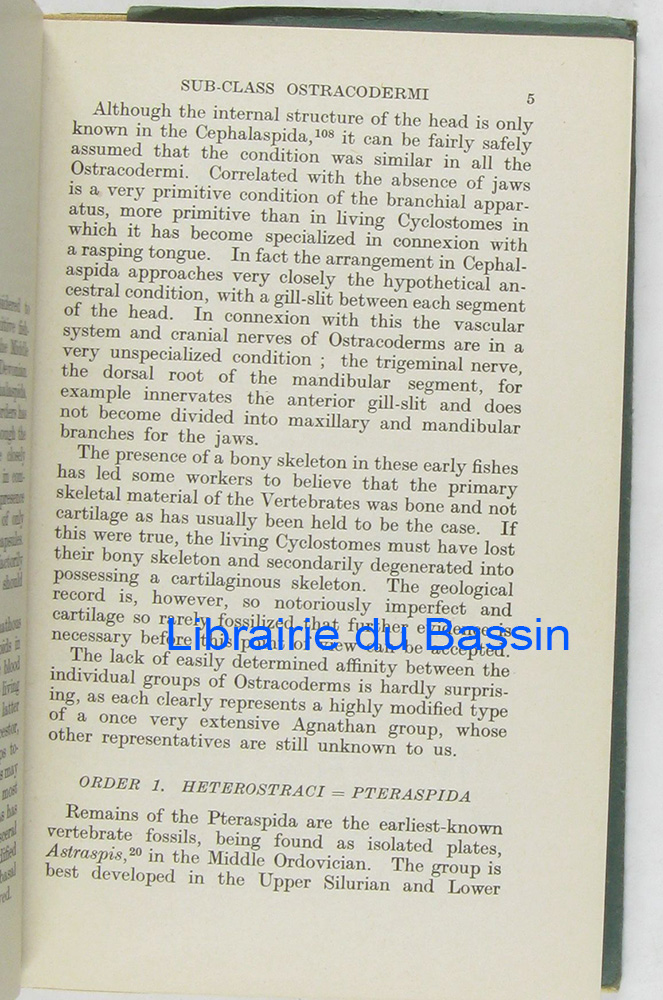 SUB-CLASS OSTRACODERMI 5
Although the internal structure of the head is only
known in the Cephalaspida,¹⁰⁸ it can be fairly safely
assumed that the condition was similar in all the
Ostracodermi. Correlated with the absence of jaws
is a very primitive condition of the branchial appar-
atus, more primitive than in living Cyclostomes in
which it has become specialized in connexion with
a rasping tongue. In fact the arrangement in Cephal-
aspida approaches very closely the hypothetical an-
cestral condition, with a gill-slit between each segment
of the head. In connexion with this the vascular
system and cranial nerves of Ostracoderms are in a
very unspecialized condition ; the trigeminal nerve,
the dorsal root of the mandibular segment, for
example innervates the anterior gill-slit and does
not become divided into maxillary and mandibular
branches for the jaws.
The presence of a bony skeleton in these early fishes
has led some workers to believe that the primary
skeletal material of the Vertebrates was bone and not
cartilage as has usually been held to be the case. If
this were true, the living Cyclostomes must have lost
their bony skeleton and secondarily degenerated into
possessing a cartilaginous skeleton. The geological
record is, however, so notoriously imperfect and
cartilage so rarely fossilized that further evidence is
necessary before this point of view can be accepted.
Librairie du Bassin
The lack of easily determined affinity between the
individual groups of Ostracoderms is hardly surpris-
ing, as each clearly represents a highly modified type
of a once very extensive Agnathan group, whose
other representatives are still unknown to us.
ORDER 1. HETEROSTRACI = PTERASPIDA
Remains of the Pteraspida are the earliest-known
vertebrate fossils, being found as isolated plates,
Astraspis,²⁰ in the Middle Ordovician. The group is
best developed in the Upper Silurian and Lower